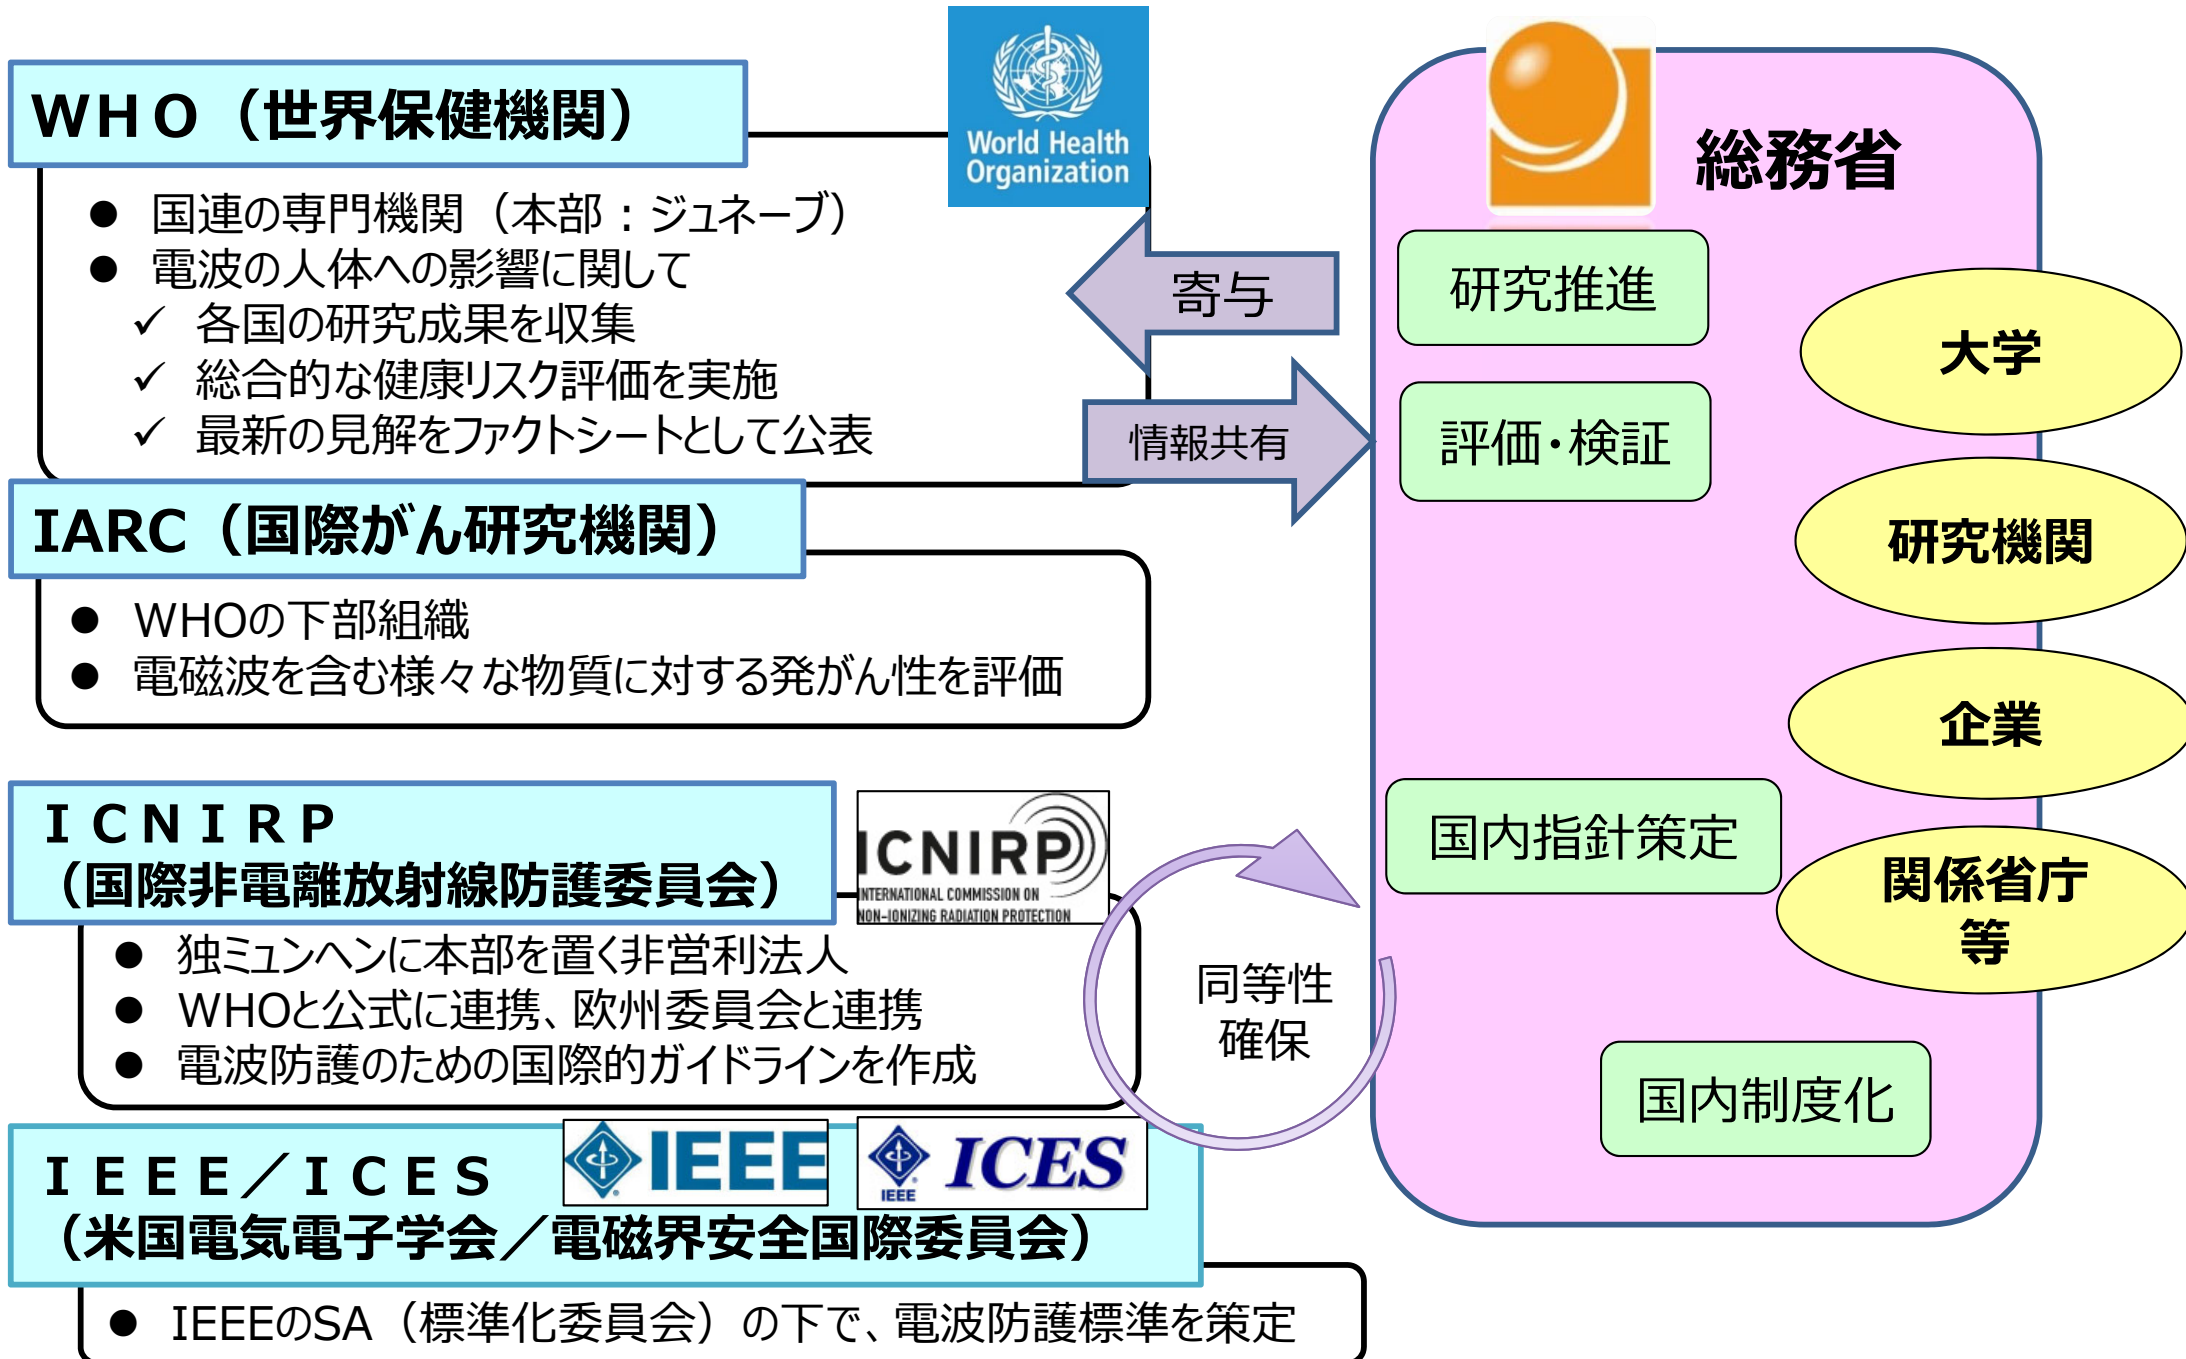 WHO（世界保健機関）
World Health
Organization
● 国連の専門機関（本部：ジュネーブ）
● 電波の人体への影響に関して
✓ 各国の研究成果を収集
✓ 総合的な健康リスク評価を実施
✓ 最新の見解をファクトシートとして公表
IARC（国際がん研究機関）
● WHOの下部組織
● 電磁波を含む様々な物質に対する発がん性を評価
ＩＣＮＩＲＰ
（国際非電離放射線防護委員会）
ICNIRP
INTERNATIONAL COMMISSION ON
NON-IONIZING RADIATION PROTECTION
● 独ミュンヘンに本部を置く非営利法人
● WHOと公式に連携、欧州委員会と連携
● 電波防護のための国際的ガイドラインを作成
ＩＥＥＥ／ＩＣＥＳ
（米国電気電子学会／電磁界安全国際委員会）
IEEE
IEEE
ICES
● IEEEのSA（標準化委員会）の下で、電波防護標準を策定
寄与
情報共有
同等性
確保
総務省
研究推進
評価・検証
国内指針策定
国内制度化
大学
研究機関
企業
関係省庁
等